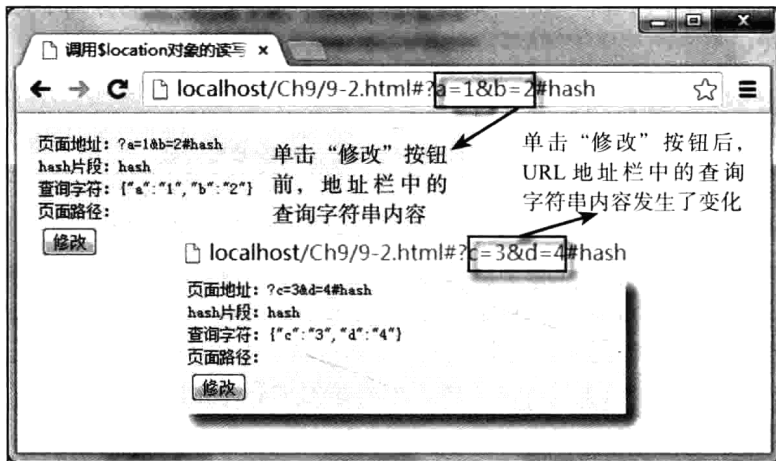 调用$location对象的读写
localhost/Ch9/9-2.html#?a=1&b=2#hash
页面地址：?a=1&b=2#hash
hash片段：hash
查询字符：{"a":"1","b":"2"}
页面路径：
修改
单击“修改”按钮
前，地址栏中的
查询字符串内容
单击“修改”按钮后，
URL地址栏中的查询
字符串内容发生了变化
localhost/Ch9/9-2.html#?c=3&d=4#hash
页面地址：?c=3&d=4#hash
hash片段：hash
查询字符：{"c":"3","d":"4"}
页面路径：
修改